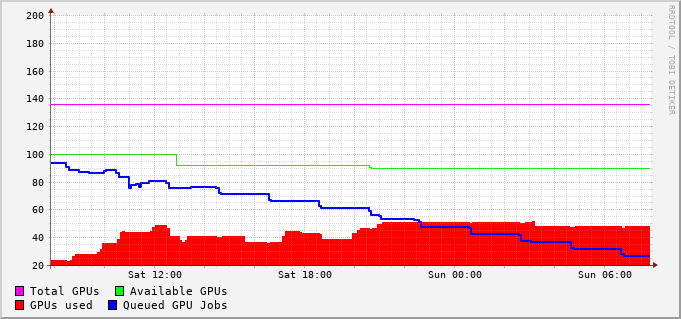 200
180
160
140
120
100
80
60
40
20
Sat 12:00 Sat 18:00 Sun 00:00 Sun 06:00
Total GPUs Available GPUs
GPUs used Queued GPU Jobs
RRDTOOL / TOBI OETIKER